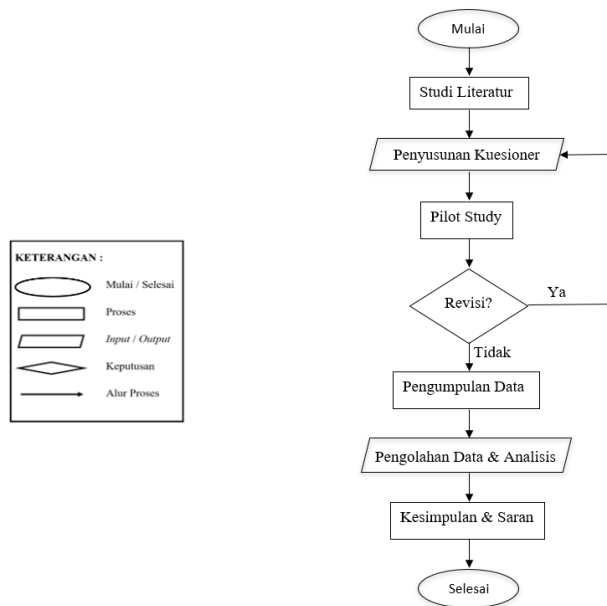 Mulai
Studi Literatur
Penyusunan Kuesioner
Pilot Study
Revisi?
Ya
Tidak
Pengumpulan Data
Pengolahan Data & Analisis
Kesimpulan & Saran
Selesai
KETERANGAN :
Mulai / Selesai
Proses
Input / Output
Keputusan
Alur Proses